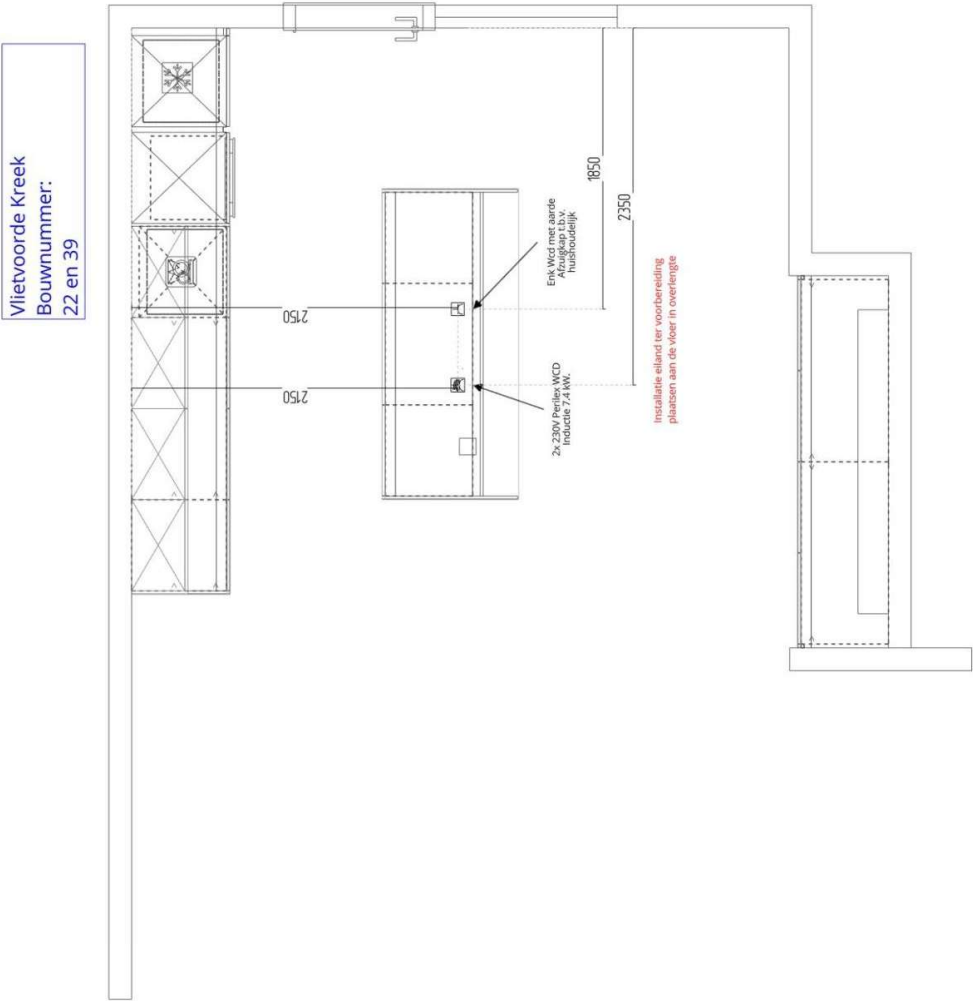 Vlietvoorde Kreek
Bouwnummer:
22 en 39
2150
2150
1850
2350
Enk Wcd met aarde
Afzuigkap t.b.v.
huishoudelijk
2x 230V Perilex WCD
Inductie 7.4 kW.
Installatie eiland ter voorbereiding
plaatsen aan de vloer in overlengte